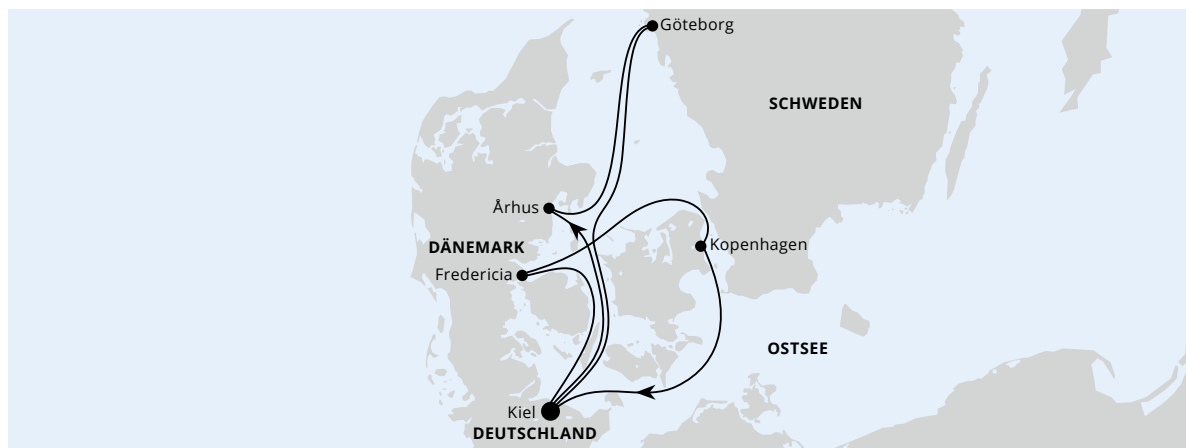 Göteborg
SCHWEDEN
Århus
DÄNEMARK
Kopenhagen
Fredericia
OSTSEE
Kiel
DEUTSCHLAND